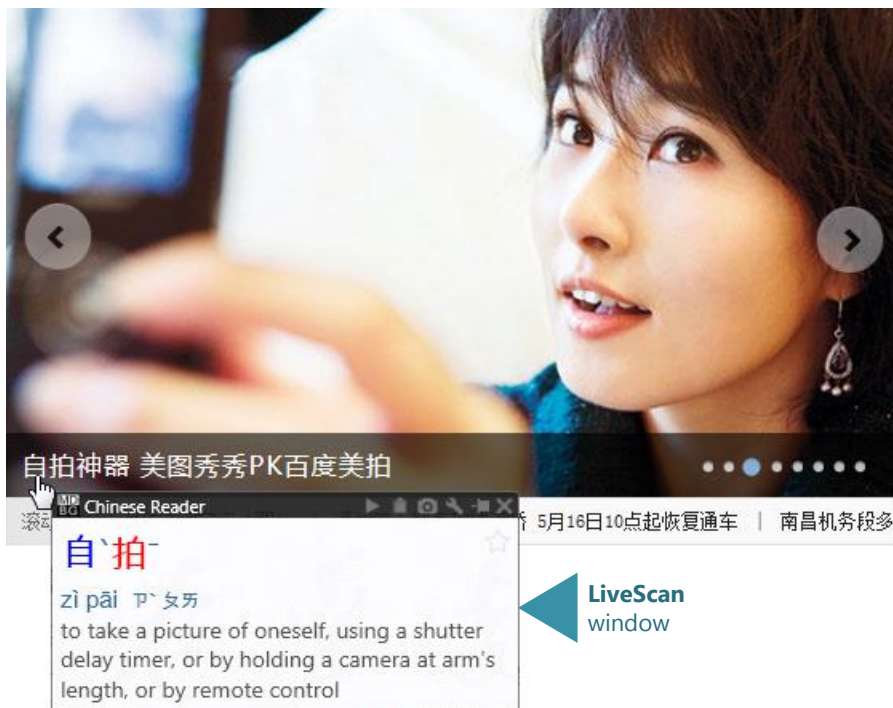 自拍神器 美图秀秀PK百度美拍
MDBG Chinese Reader
5月16日10点起恢复通车 | 南昌机务段多
自ˋ拍ˉ
zì pāi ㄗˋ ㄆㄞ
to take a picture of oneself, using a shutter
delay timer, or by holding a camera at arm's
length, or by remote control
LiveScan
window